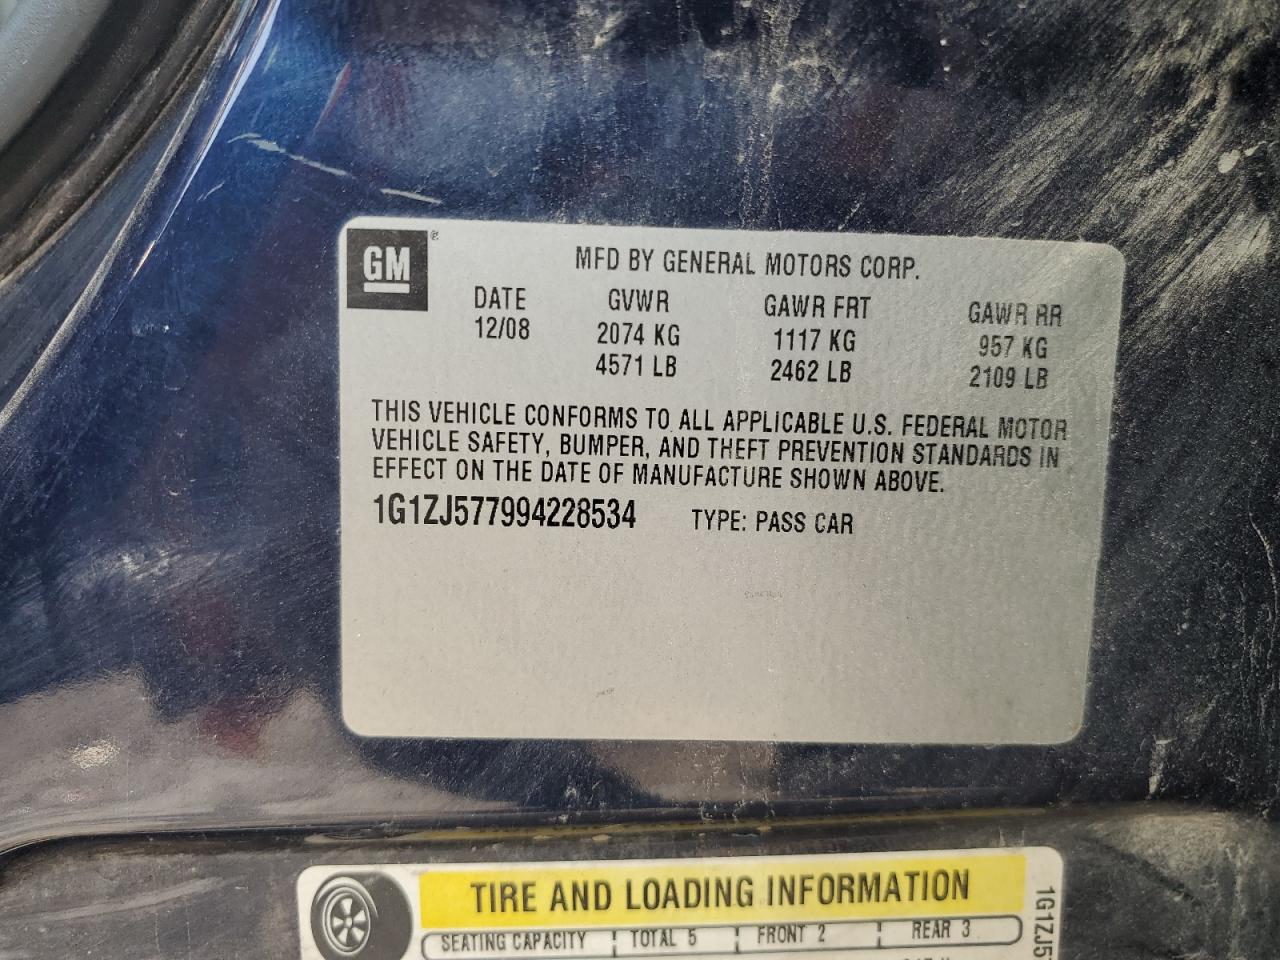 GM®
MFD BY GENERAL MOTORS CORP.
DATE GVWR GAWR FRT GAWR RR
12/08 2074 KG 1117 KG 957 KG
4571 LB 2462 LB 2109 LB
THIS VEHICLE CONFORMS TO ALL APPLICABLE U.S. FEDERAL MOTOR
VEHICLE SAFETY, BUMPER, AND THEFT PREVENTION STANDARDS IN
EFFECT ON THE DATE OF MANUFACTURE SHOWN ABOVE.
1G1ZJ577994228534 TYPE: PASS CAR
TIRE AND LOADING INFORMATION
SEATING CAPACITY TOTAL 5 FRONT 2 REAR 3
1G1ZJ5